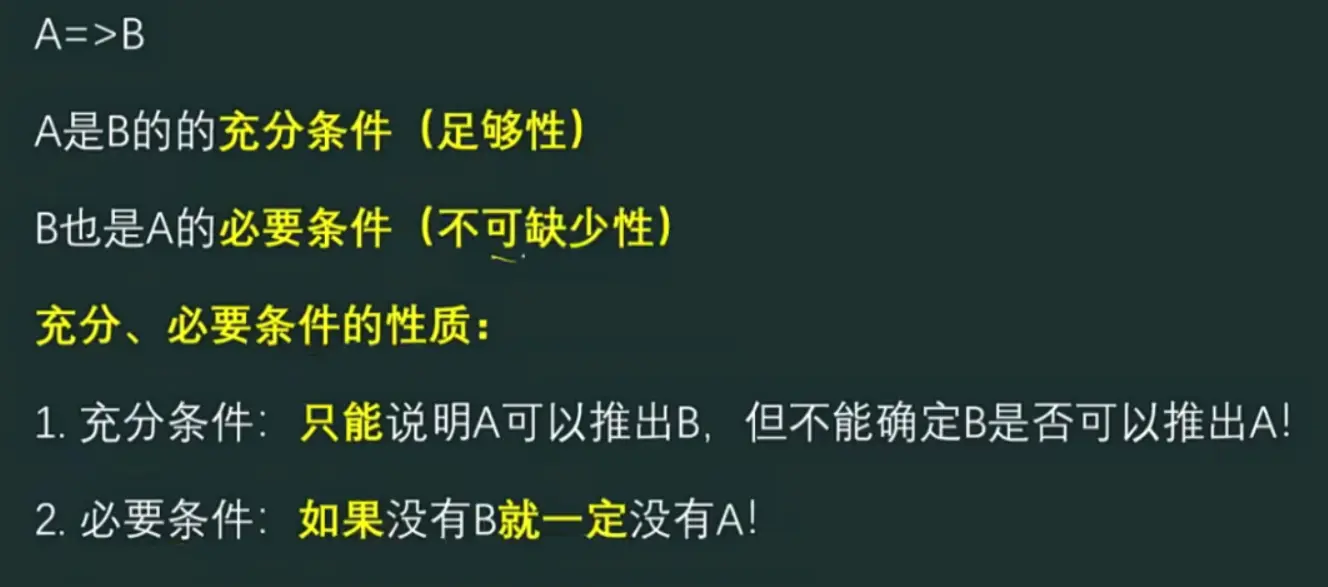 A=>B
A是B的的充分条件（足够性）
B也是A的必要条件（不可缺少性）
充分、必要条件的性质：
1. 充分条件：只能说明A可以推出B，但不能确定B是否可以推出A！
2. 必要条件：如果没有B就一定没有A！